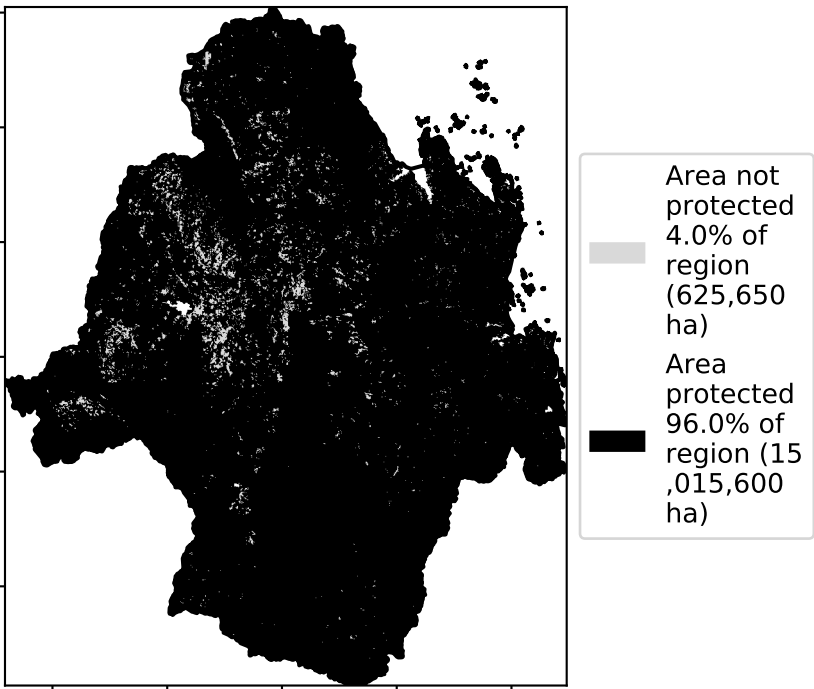 Area not
protected
4.0% of
region
(625,650
ha)
Area
protected
96.0% of
region (15
,015,600
ha)